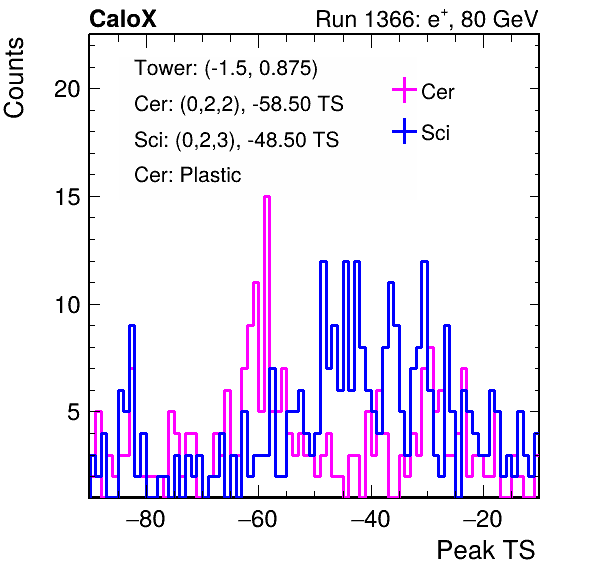 CaloX Run 1366: e⁺, 80 GeV
Counts
Tower: (-1.5, 0.875)
Cer: (0,2,2), -58.50 TS
Sci: (0,2,3), -48.50 TS
Cer: Plastic
Cer
Sci
20
15
10
5
−80 −60 −40 −20
Peak TS